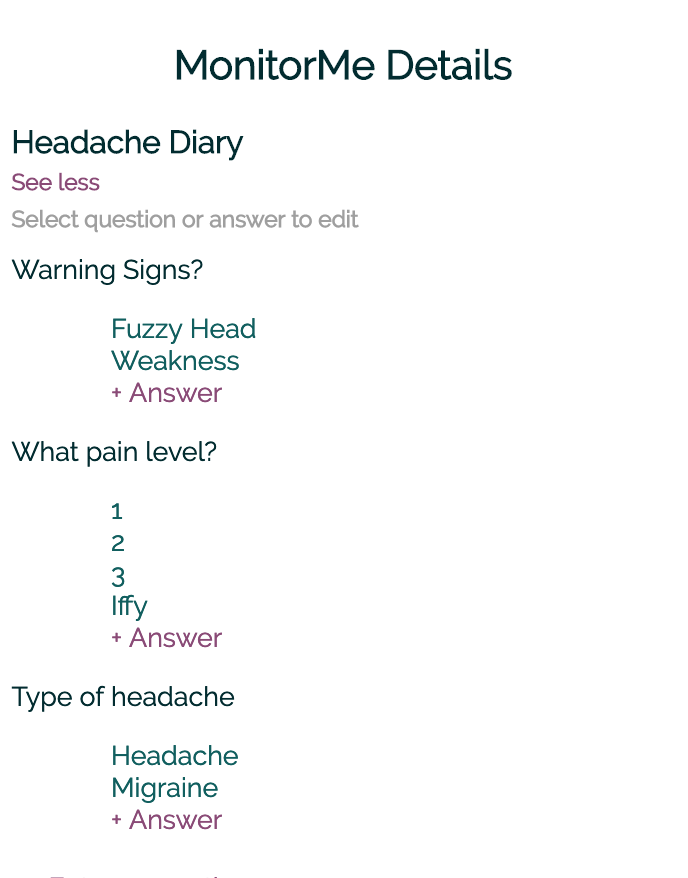 MonitorMe Details
Headache Diary
See less
Select question or answer to edit
Warning Signs?
Fuzzy Head
Weakness
+ Answer
What pain level?
1
2
3
Iffy
+ Answer
Type of headache
Headache
Migraine
+ Answer